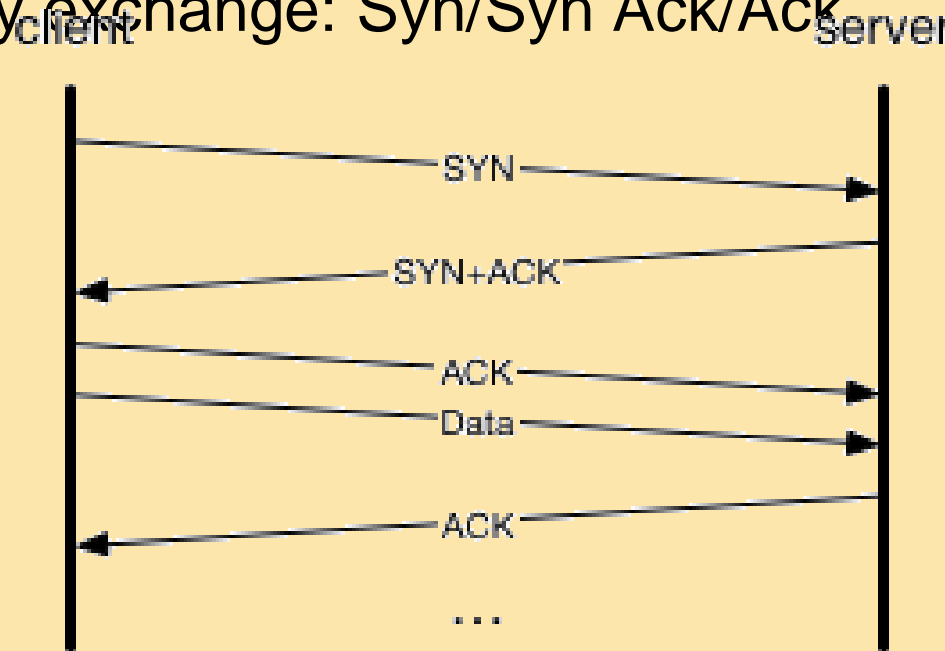 y exchange: Syn/Syn Ack/Ack
client server
SYN
SYN+ACK
ACK
Data
ACK
...